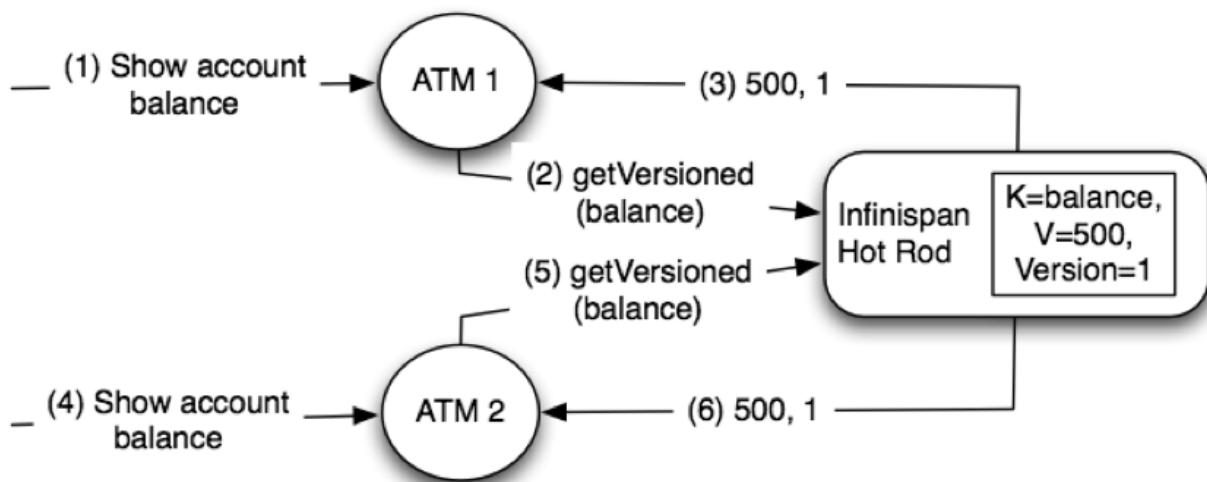 (1) Show account
balance
ATM 1
(3) 500, 1
(2) getVersioned
(balance)
Infinispan
Hot Rod
K=balance,
V=500,
Version=1
(5) getVersioned
(balance)
(4) Show account
balance
ATM 2
(6) 500, 1